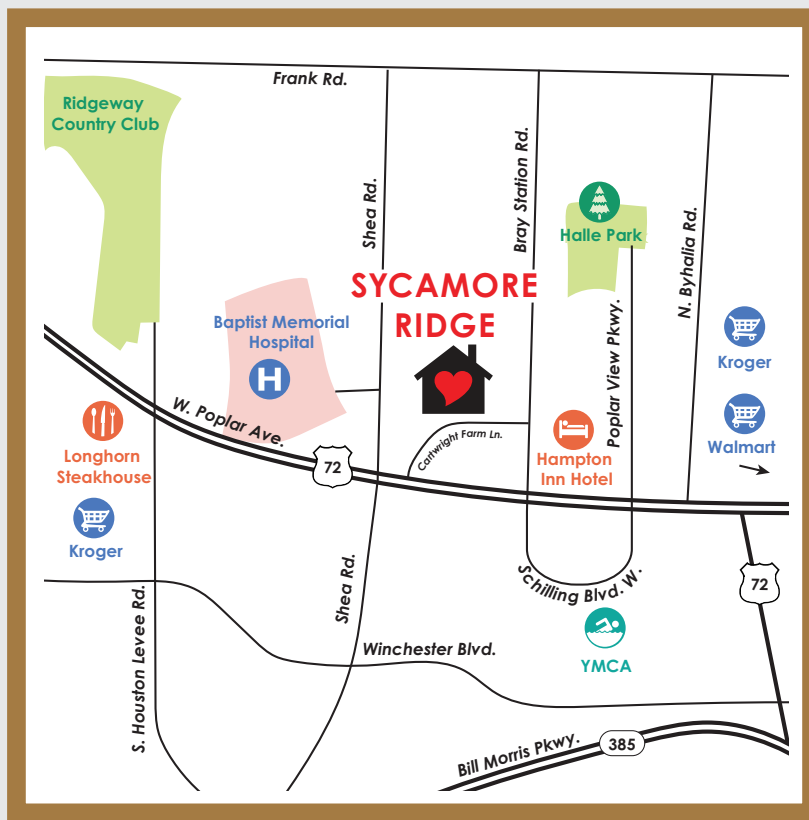 Frank Rd.
Ridgeway
Country Club
Shea Rd.
Bray Station Rd.
Halle Park
N. Byhalia Rd.
SYCAMORE
RIDGE
Baptist Memorial
Hospital
H
Poplar View Pkwy.
Kroger
W. Poplar Ave.
72
Cartwright Farm Ln.
Longhorn
Steakhouse
Hampton
Inn Hotel
Walmart
Kroger
Shea Rd.
Schilling Blvd. W.
72
S. Houston Levee Rd.
Winchester Blvd.
YMCA
Bill Morris Pkwy.
385